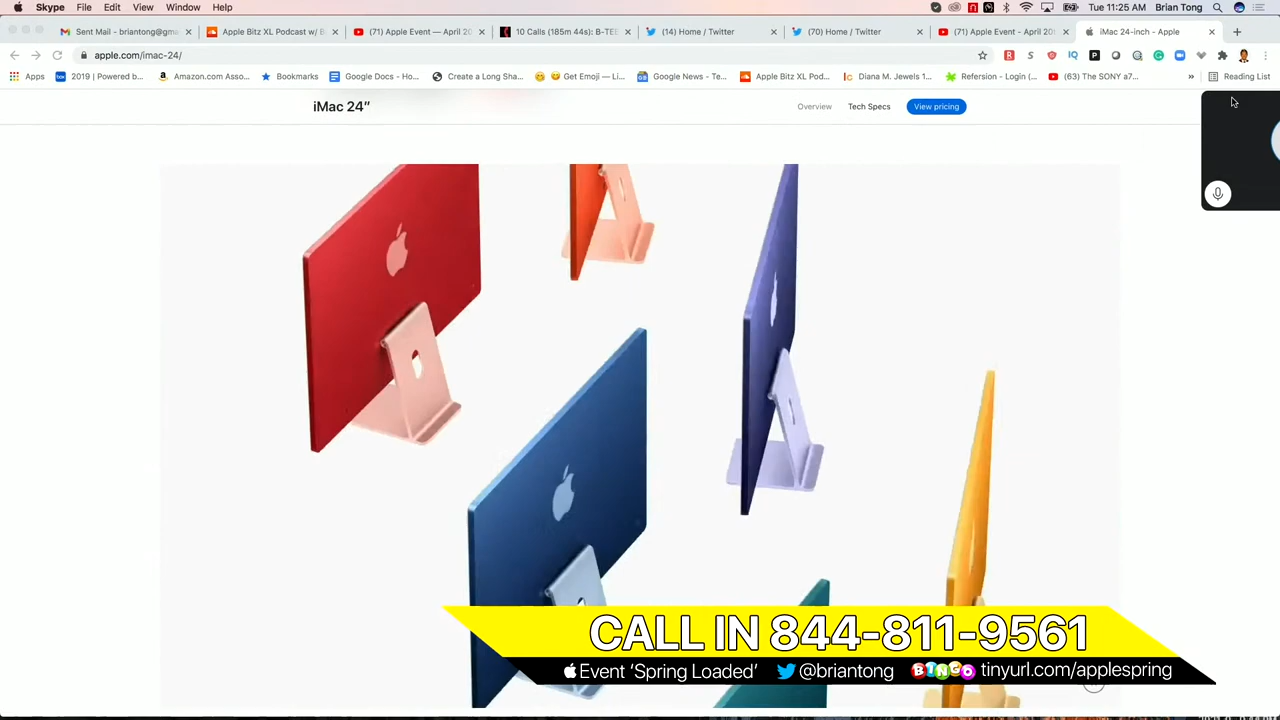 Skype File Edit View Window Help Tue 11:25 AM Brian Tong
Sent Mail - briantong@gma Apple Bitz XL Podcast w/ B (71) Apple Event — April 20 10 Calls (185m 44s): B-TEE (14) Home / Twitter (70) Home / Twitter (71) Apple Event - April 20 iMac 24-inch - Apple
apple.com/imac-24/
Apps 2019 | Powered b... Amazon.com Asso... Bookmarks Google Docs - Ho... Create a Long Sha... Get Emoji — Li... Google News - Te... Apple Bitz XL Pod... Diana M. Jewels 1... Refersion - Login (... (63) The SONY a7... » Reading List
iMac 24” Overview Tech Specs View pricing
CALL IN 844-811-9561
Event ‘Spring Loaded’ @briantong BINGO tinyurl.com/applespring